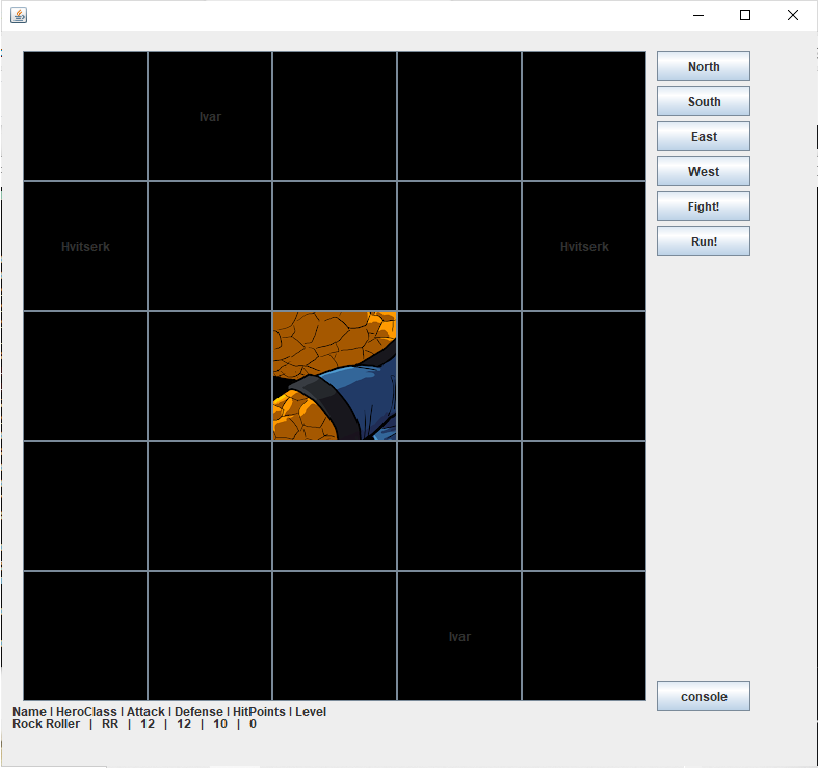 North
Ivar
South
East
West
Fight!
Hvitserk
Hvitserk
Run!
Ivar
console
Name | HeroClass | Attack | Defense | HitPoints | Level
Rock Roller | RR | 12 | 12 | 10 | 0